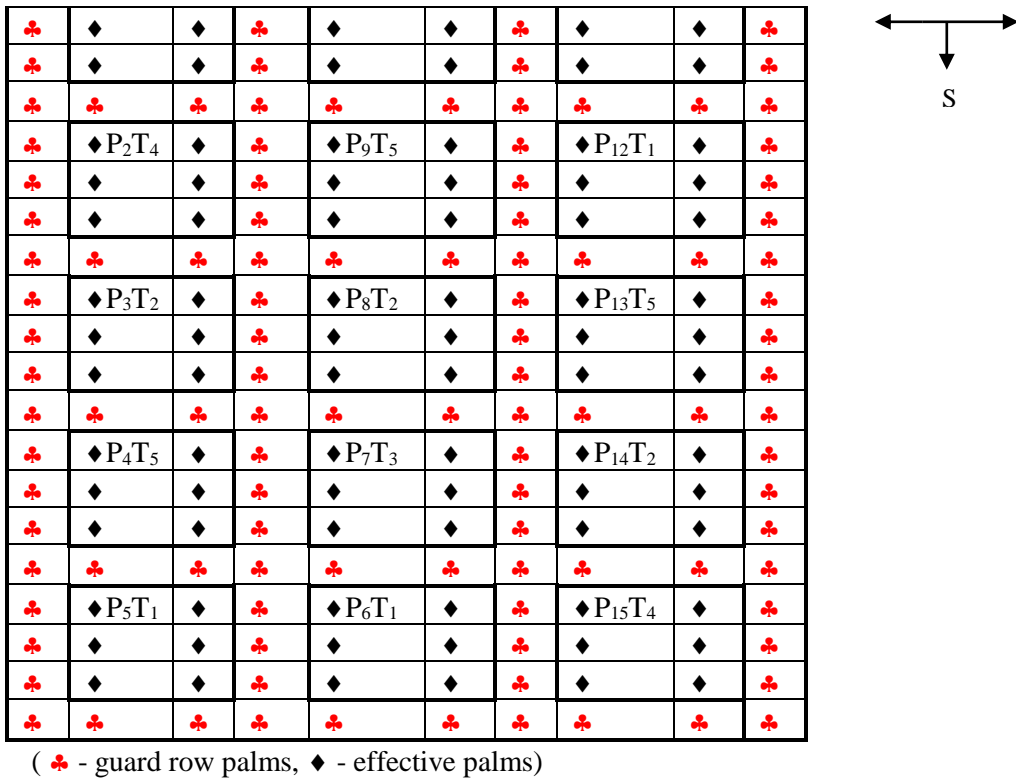 ♣ ♦ ♦ ♣ ♦ ♦ ♣ ♦ ♦ ♣
♣ ♦ ♦ ♣ ♦ ♦ ♣ ♦ ♦ ♣
♣ ♣ ♣ ♣ ♣ ♣ ♣ ♣ ♣ ♣
S
♣ ♦P₂T₄ ♦ ♣ ♦P₉T₅ ♦ ♣ ♦P₁₂T₁ ♦ ♣
♣ ♦ ♦ ♣ ♦ ♦ ♣ ♦ ♦ ♣
♣ ♦ ♦ ♣ ♦ ♦ ♣ ♦ ♦ ♣
♣ ♣ ♣ ♣ ♣ ♣ ♣ ♣ ♣ ♣
♣ ♦P₃T₂ ♦ ♣ ♦P₈T₂ ♦ ♣ ♦P₁₃T₅ ♦ ♣
♣ ♦ ♦ ♣ ♦ ♦ ♣ ♦ ♦ ♣
♣ ♦ ♦ ♣ ♦ ♦ ♣ ♦ ♦ ♣
♣ ♣ ♣ ♣ ♣ ♣ ♣ ♣ ♣ ♣
♣ ♦P₄T₅ ♦ ♣ ♦P₇T₃ ♦ ♣ ♦P₁₄T₂ ♦ ♣
♣ ♦ ♦ ♣ ♦ ♦ ♣ ♦ ♦ ♣
♣ ♦ ♦ ♣ ♦ ♦ ♣ ♦ ♦ ♣
♣ ♣ ♣ ♣ ♣ ♣ ♣ ♣ ♣ ♣
♣ ♦P₅T₁ ♦ ♣ ♦P₆T₁ ♦ ♣ ♦P₁₅T₄ ♦ ♣
♣ ♦ ♦ ♣ ♦ ♦ ♣ ♦ ♦ ♣
♣ ♦ ♦ ♣ ♦ ♦ ♣ ♦ ♦ ♣
♣ ♣ ♣ ♣ ♣ ♣ ♣ ♣ ♣ ♣
( ♣ - guard row palms, ♦ - effective palms)